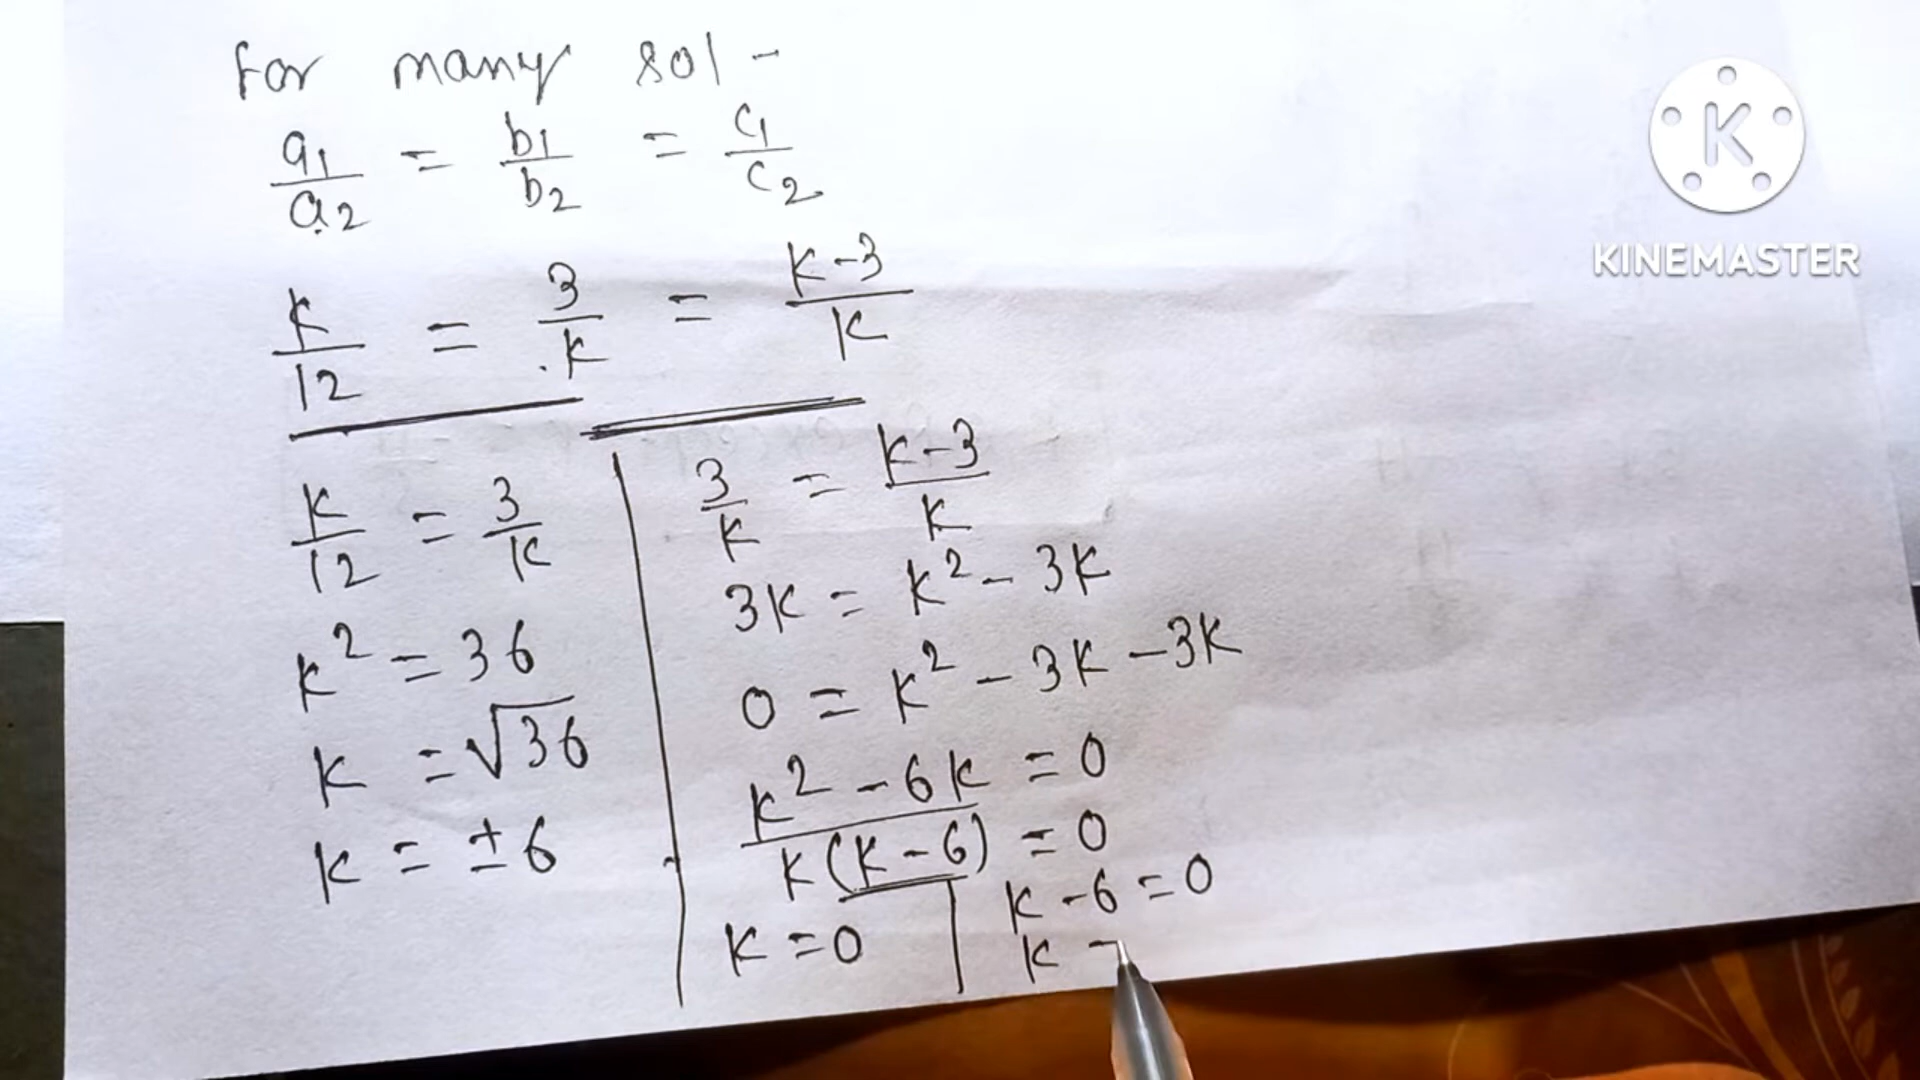 For many sol -
a1/a2 = b1/b2 = c1/c2
k/12 = 3/k = k-3/k
k/12 = 3/k
k² = 36
k = √36
k = ±6
3/k = k-3/k
3k = k² - 3k
0 = k² - 3k - 3k
k² - 6k = 0
k(k-6) = 0
k = 0
k - 6 = 0
k -
K
KINEMASTER